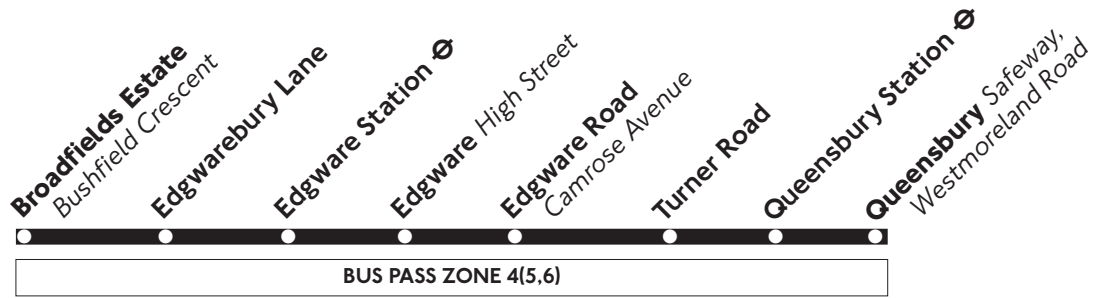 Broadfields Estate
Bushfield Crescent
Edgwarebury Lane
Edgware Station
Edgware High Street
Edgware Road
Camrose Avenue
Turner Road
Queensbury Station
Queensbury Safeway,
Westmoreland Road
BUS PASS ZONE 4(5,6)